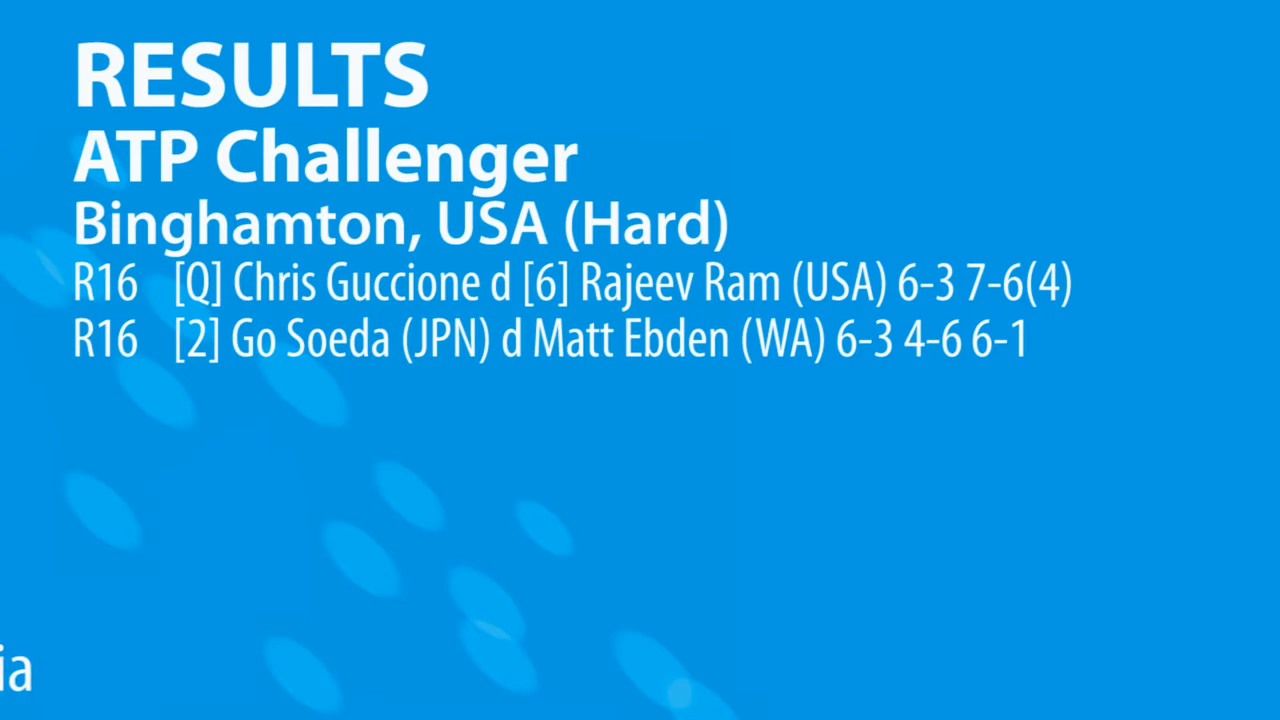 RESULTS
ATP Challenger
Binghamton, USA (Hard)
R16 [Q] Chris Guccione d [6] Rajeev Ram (USA) 6-3 7-6(4)
R16 [2] Go Soeda (JPN) d Matt Ebden (WA) 6-3 4-6 6-1
ia